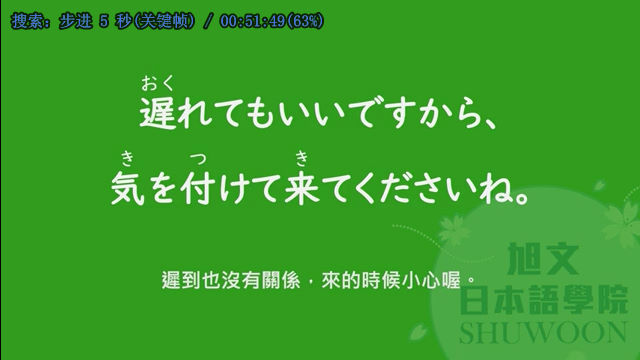 搜索: 步进 5 秒(关键帧) / 00:51:49(63%)
おく
遅れてもいいですから、
き つ き
気を付けて来てくださいね。
遲到也沒有關係，來的時候小心喔。
旭文
日本語學院
SHUWOON